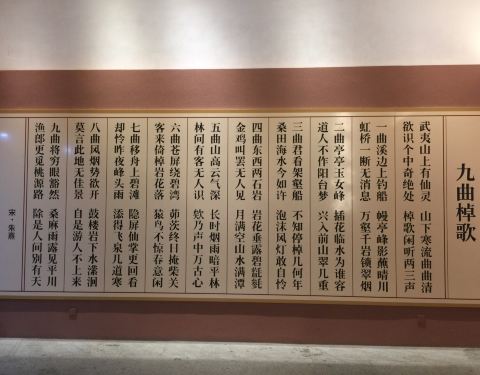 九曲棹歌
武夷山上有仙灵 山下寒流曲曲清
欲识个中奇绝处 棹歌闲听两三声
一曲溪边上钓船 幔亭峰影蘸晴川
虹桥一断无消息 万壑千岩锁翠烟
二曲亭亭玉女峰 插花临水为谁容
道人不作阳台梦 兴入前山翠几重
三曲君看架壑船 不知停棹几何年
桑田海水今如许 泡沫风灯敢自怜
四曲东西两石岩 岩花垂露碧
金鸡叫罢无人见 月满空山水满潭
五曲山高云气深 长时烟雨暗平林
林间有客无人识 欸乃声中万古心
六曲苍屏绕碧湾 茆茨终日掩柴关
客来倚棹岩花落 猿鸟不惊春意闲
七曲移舟上碧滩 隐屏仙掌更回看
却怜昨夜峰头雨 添得飞泉几道寒
八曲风烟势欲开 鼓楼岩下水潆洄
莫言此地无佳景 自是游人不上来
九曲将穷眼豁然 桑麻雨露见平川
渔郎更觅桃源路 除是人间别有天
宋·朱熹